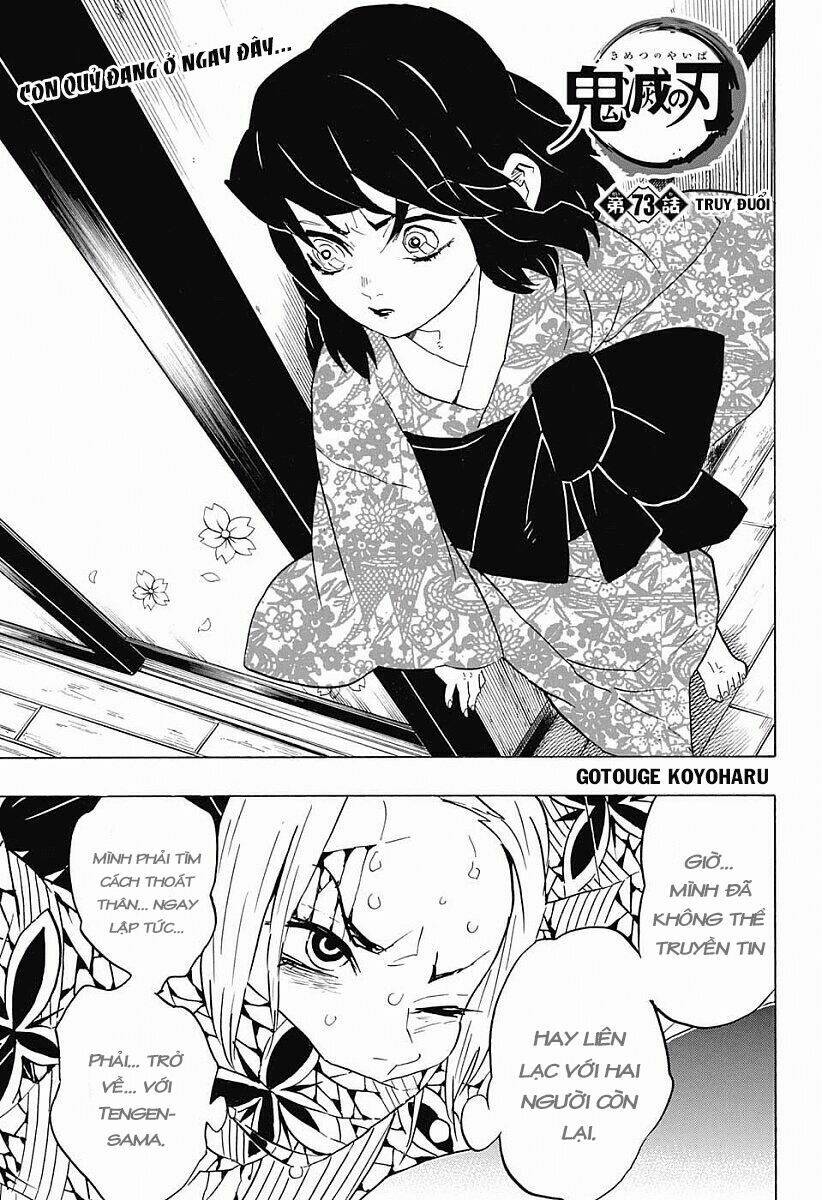 CON QUỶ ĐANG Ở NGAY ĐÂY...
きめつのやいば
鬼滅の刃
第73話 TRUY ĐUỔI
GOTOUGE KOYOHARU
GIỜ...
MÌNH ĐÃ
KHÔNG THỂ
TRUYỀN TIN
HAY LIÊN
LẠC VỚI HAI
NGƯỜI CÒN
LẠI.
MÌNH PHẢI TÌM
CÁCH THOÁT
THÂN... NGAY
LẬP TỨC...
PHẢI... TRỞ
VỀ... VỚI
TENGEN-
SAMA.